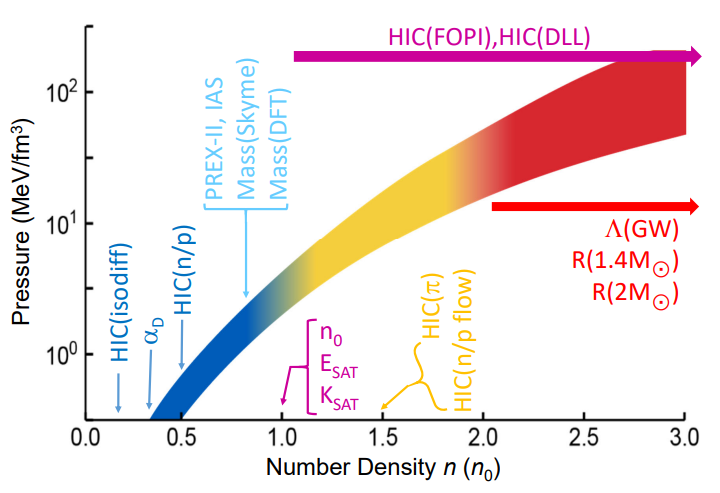 HIC(FOPI),HIC(DLL)
Pressure (MeV/fm³)
10²
10¹
10⁰
PREX-II, IAS
Mass(Skyme)
Mass(DFT)
HIC(isodiff)
α_D
HIC(n/p)
n₀
E_SAT
K_SAT
HIC(π)
HIC(n/p flow)
Λ(GW)
R(1.4M_⊙)
R(2M_⊙)
0.0 0.5 1.0 1.5 2.0 2.5 3.0
Number Density n (n₀)